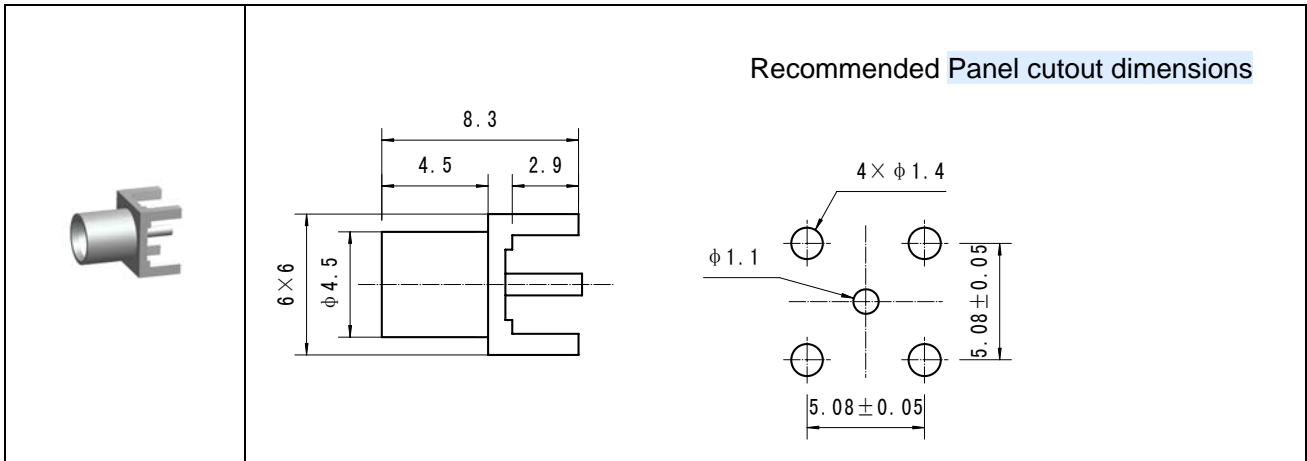 Recommended Panel cutout dimensions
8.3
4.5
2.9
6×6
φ4.5
4×φ1.4
φ1.1
5.08±0.05
5.08±0.05